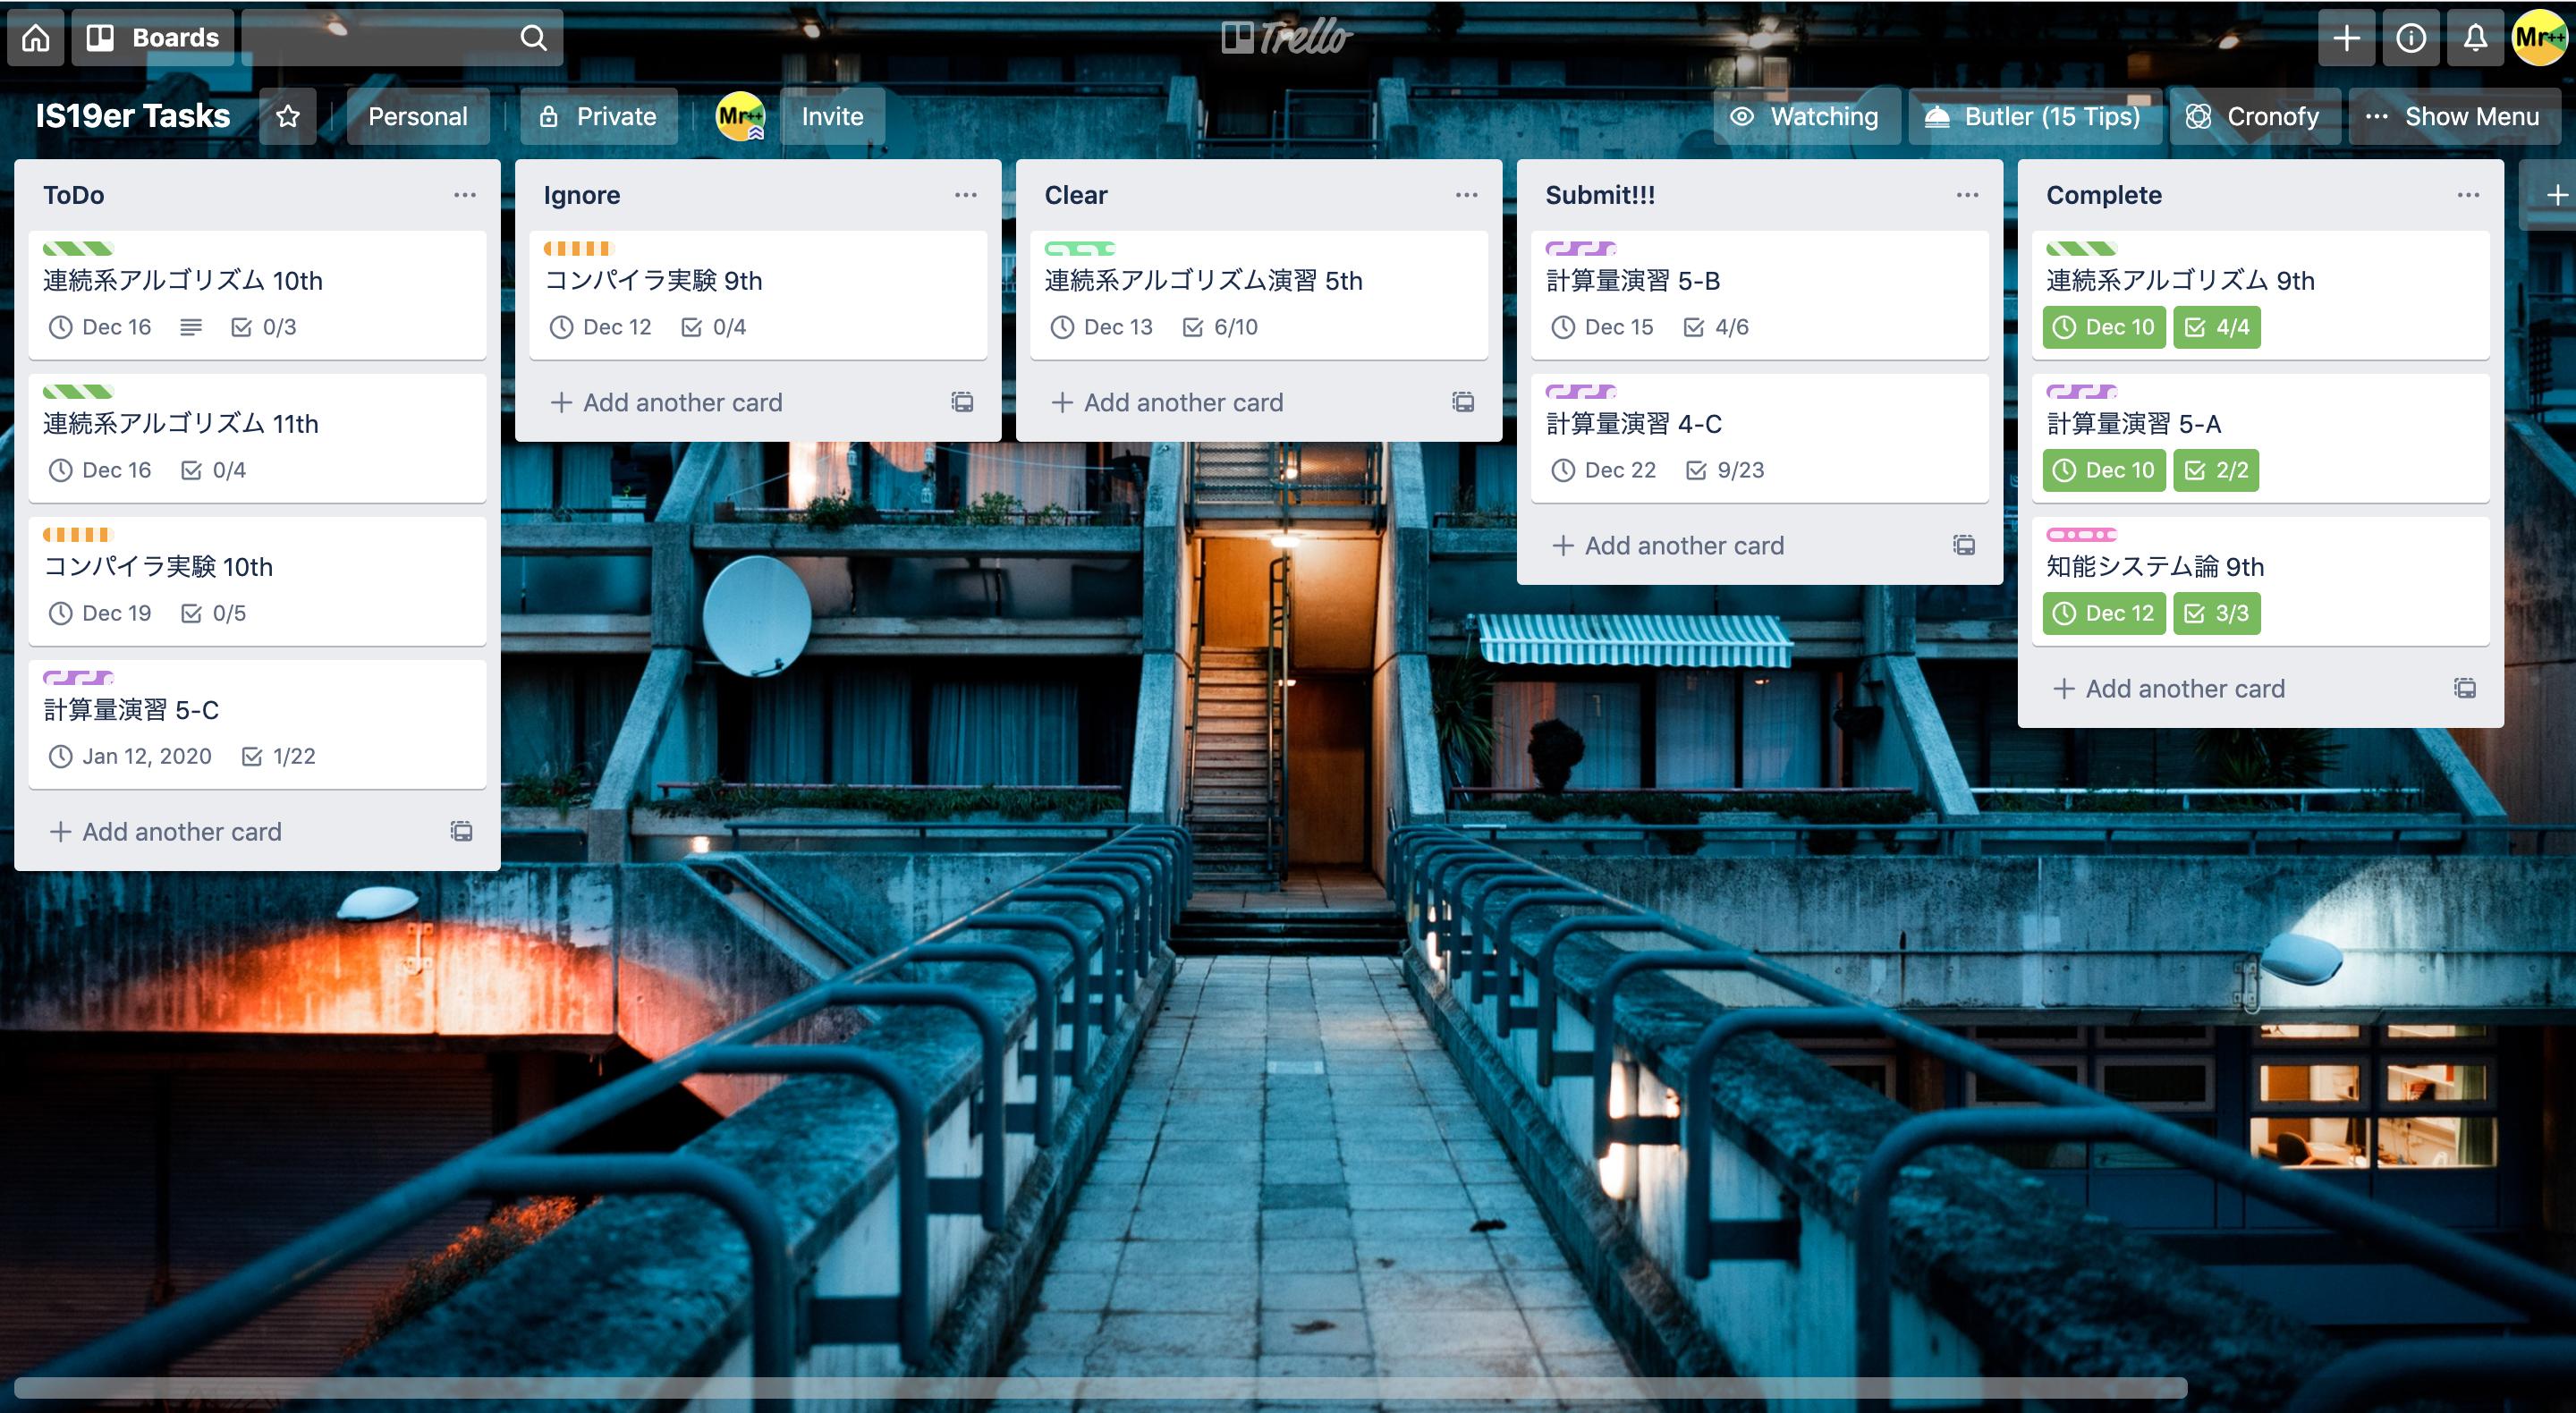 Boards
Trello
Mr++
IS19er Tasks
Personal
Private
Mr++
Invite
Watching
Butler (15 Tips)
Cronofy
Show Menu
ToDo
連続系アルゴリズム 10th
Dec 16
0/3
連続系アルゴリズム 11th
Dec 16
0/4
コンパイラ実験 10th
Dec 19
0/5
計算量演習 5-C
Jan 12, 2020
1/22
Add another card
Ignore
コンパイラ実験 9th
Dec 12
0/4
Add another card
Clear
連続系アルゴリズム演習 5th
Dec 13
6/10
Add another card
Submit!!!
計算量演習 5-B
Dec 15
4/6
計算量演習 4-C
Dec 22
9/23
Add another card
Complete
連続系アルゴリズム 9th
Dec 10
4/4
計算量演習 5-A
Dec 10
2/2
知能システム論 9th
Dec 12
3/3
Add another card